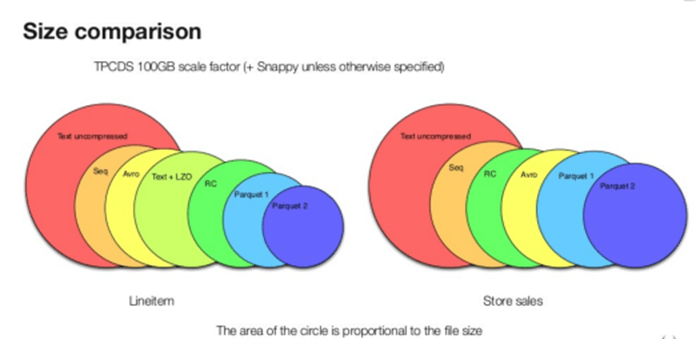 Size comparison
TPCDS 100GB scale factor (+ Snappy unless otherwise specified)
Text uncompressed
Seq
Avro
Text + LZO
RC
Parquet 1
Parquet 2
Text uncompressed
Seq
RC
Avro
Parquet 1
Parquet 2
Lineitem
Store sales
The area of the circle is proportional to the file size